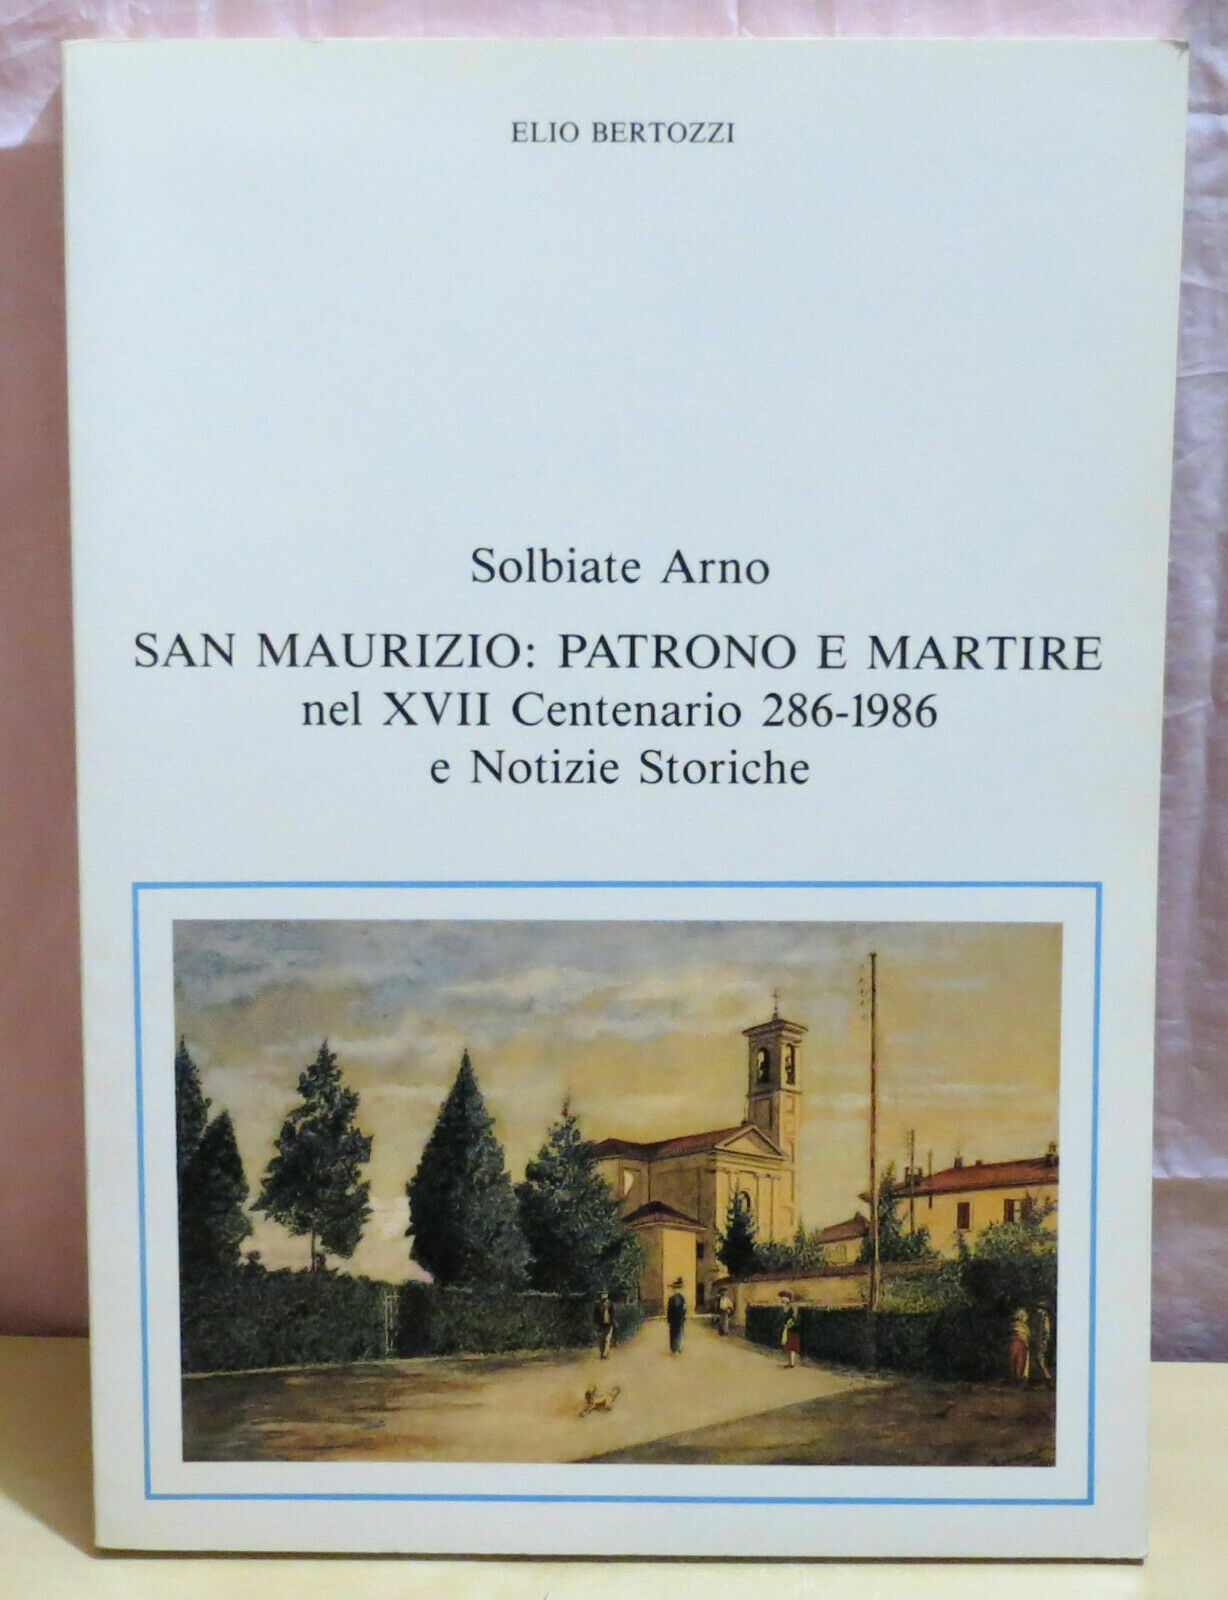 ELIO BERTOZZI
Solbiate Arno
SAN MAURIZIO: PATRONO E MARTIRE
nel XVII Centenario 286-1986
e Notizie Storiche